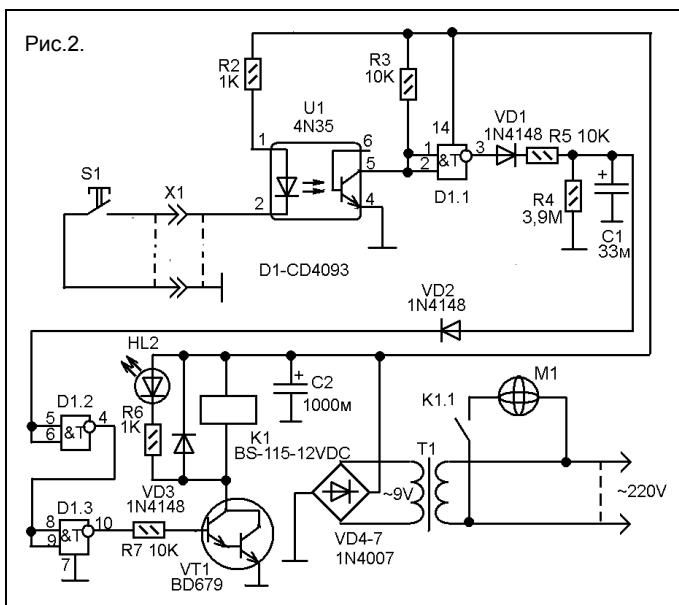 Рис.2.
R2
1K
R3
10K
U1
4N35
1
2
6
5
4
14
1
2
&T
3
D1.1
VD1
1N4148
R5 10K
R4
3,9M
+
C1
33м
S1
X1
D1-CD4093
VD2
1N4148
HL2
D1.2
5
6
&T
4
R6
1K
VD3
1N4148
K1
BS-115-12VDC
+
C2
1000м
D1.3
8
9
&T
10
7
R7 10K
VT1
BD679
~9V
VD4-7
1N4007
T1
K1.1
M1
~220V